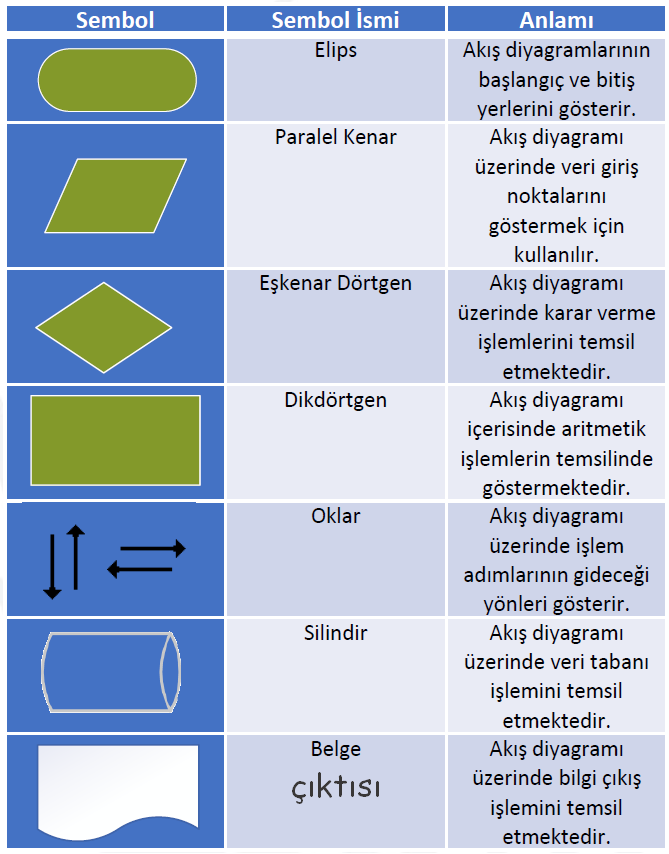 Sembol Sembol İsmi Anlamı
Elips
Akış diyagramlarının
başlangıç ve bitiş
yerlerini gösterir.
Paralel Kenar
Akış diyagramı
üzerinde veri giriş
noktalarını
göstermek için
kullanılır.
Eşkenar Dörtgen
Akış diyagramı
üzerinde karar verme
işlemlerini temsil
etmektedir.
Dikdörtgen
Akış diyagramı
içerisinde aritmetik
işlemlerin temsilinde
göstermektedir.
Oklar
Akış diyagramı
üzerinde işlem
adımlarının gideceği
yönleri gösterir.
Silindir
Akış diyagramı
üzerinde veri tabanı
işlemini temsil
etmektedir.
Belge
çıktısı
Akış diyagramı
üzerinde bilgi çıkış
işlemini temsil
etmektedir.